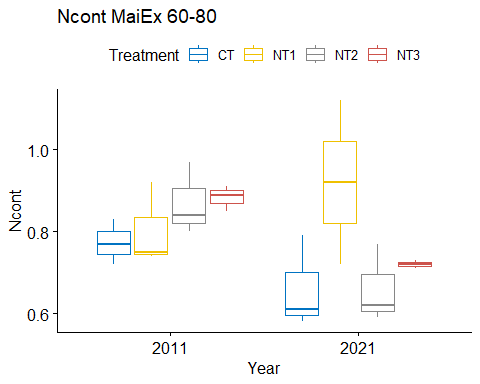 Ncont MaiEx 60-80
Treatment CT NT1 NT2 NT3
Ncont
1.0
0.8
0.6
2011 2021
Year